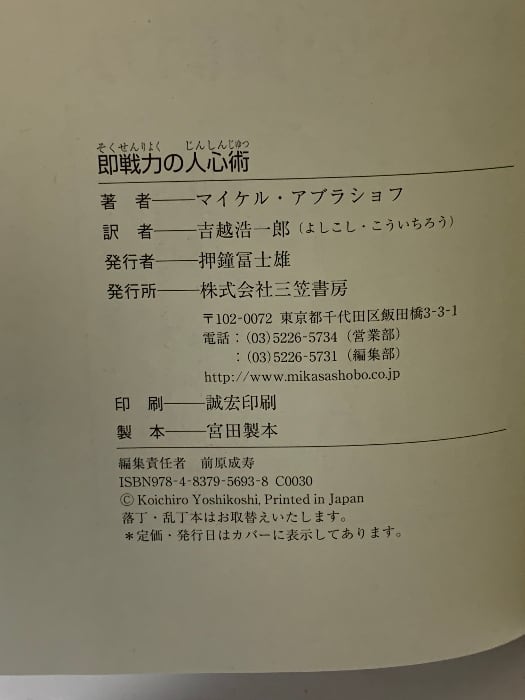 そくせんりよく じんしんじゆつ
即戦力の人心術
著者――マイケル・アブラショフ
訳者――吉越浩一郎（よしこし・こういちろう）
発行者――押鐘冨士雄
発行所――株式会社三笠書房
〒102-0072 東京都千代田区飯田橋3-3-1
電話：(03)5226-5734（営業部）
：(03)5226-5731（編集部）
http://www.mikasashobo.co.jp
印刷――誠宏印刷
製本――宮田製本
編集責任者 前原成寿
ISBN978-4-8379-5693-8 C0030
© Koichiro Yoshikoshi, Printed in Japan
落丁・乱丁本はお取替えいたします。
＊定価・発行日はカバーに表示してあります。